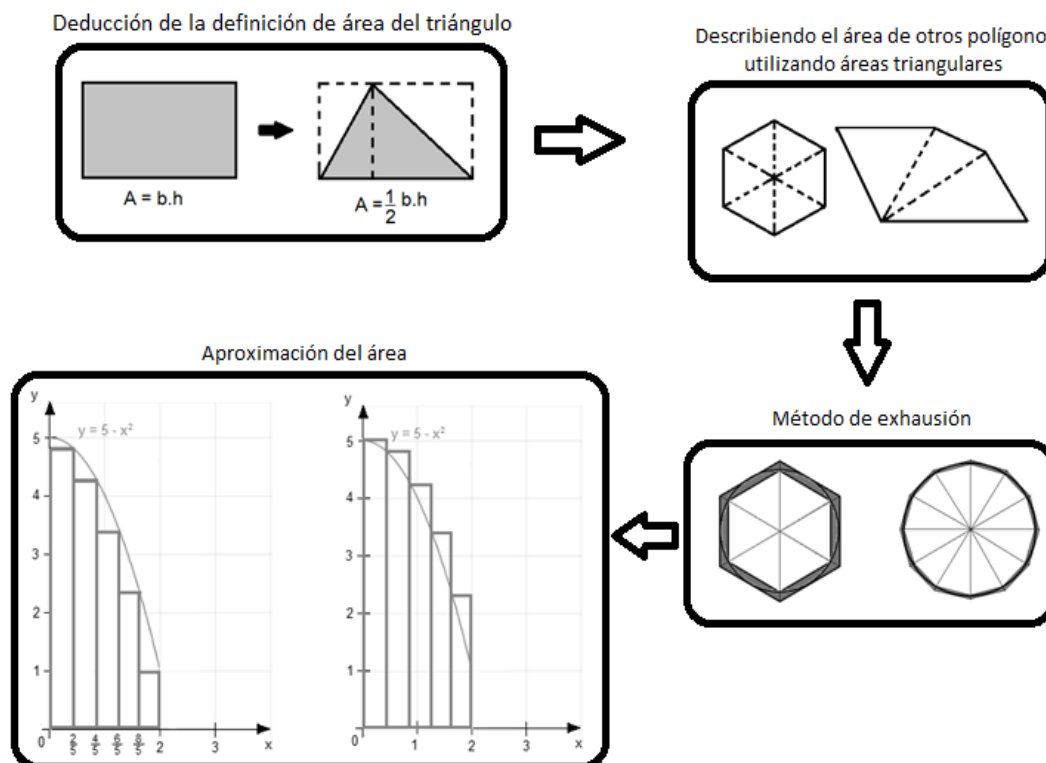 Deducción de la definición de área del triángulo
A = b.h
A = 1/2 b.h
Describiendo el área de otros polígono
utilizando áreas triangulares
Método de exhausión
Aproximación del área
y
y = 5 - x²
5
4
3
2
1
0 2/5 4/5 6/5 8/5 2 3 x
y
y = 5 - x²
5
4
3
2
1
0 1 2 3 x